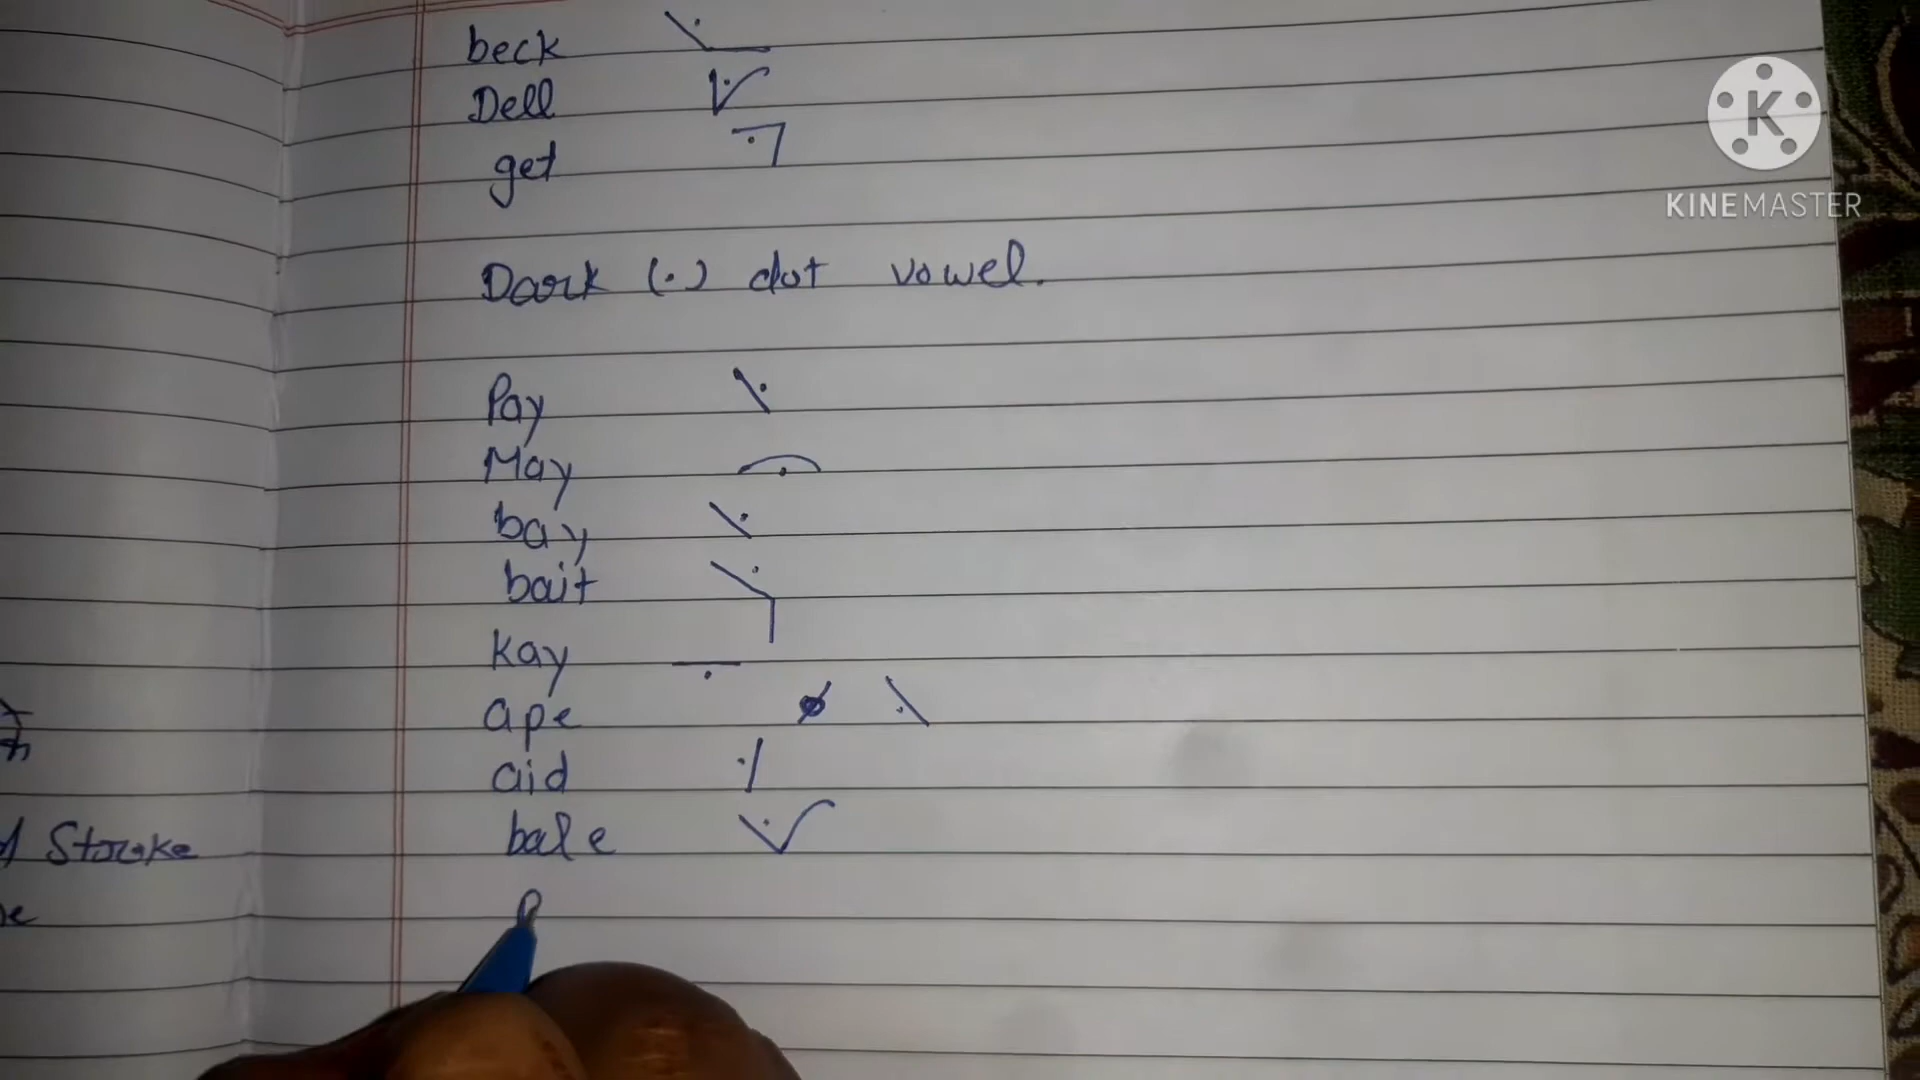 beck
Dell
get
Dark (.) dot vowel.
Pay
May
bay
bait
Kay
ape
aid
bale
Stroke
K
KINEMASTER